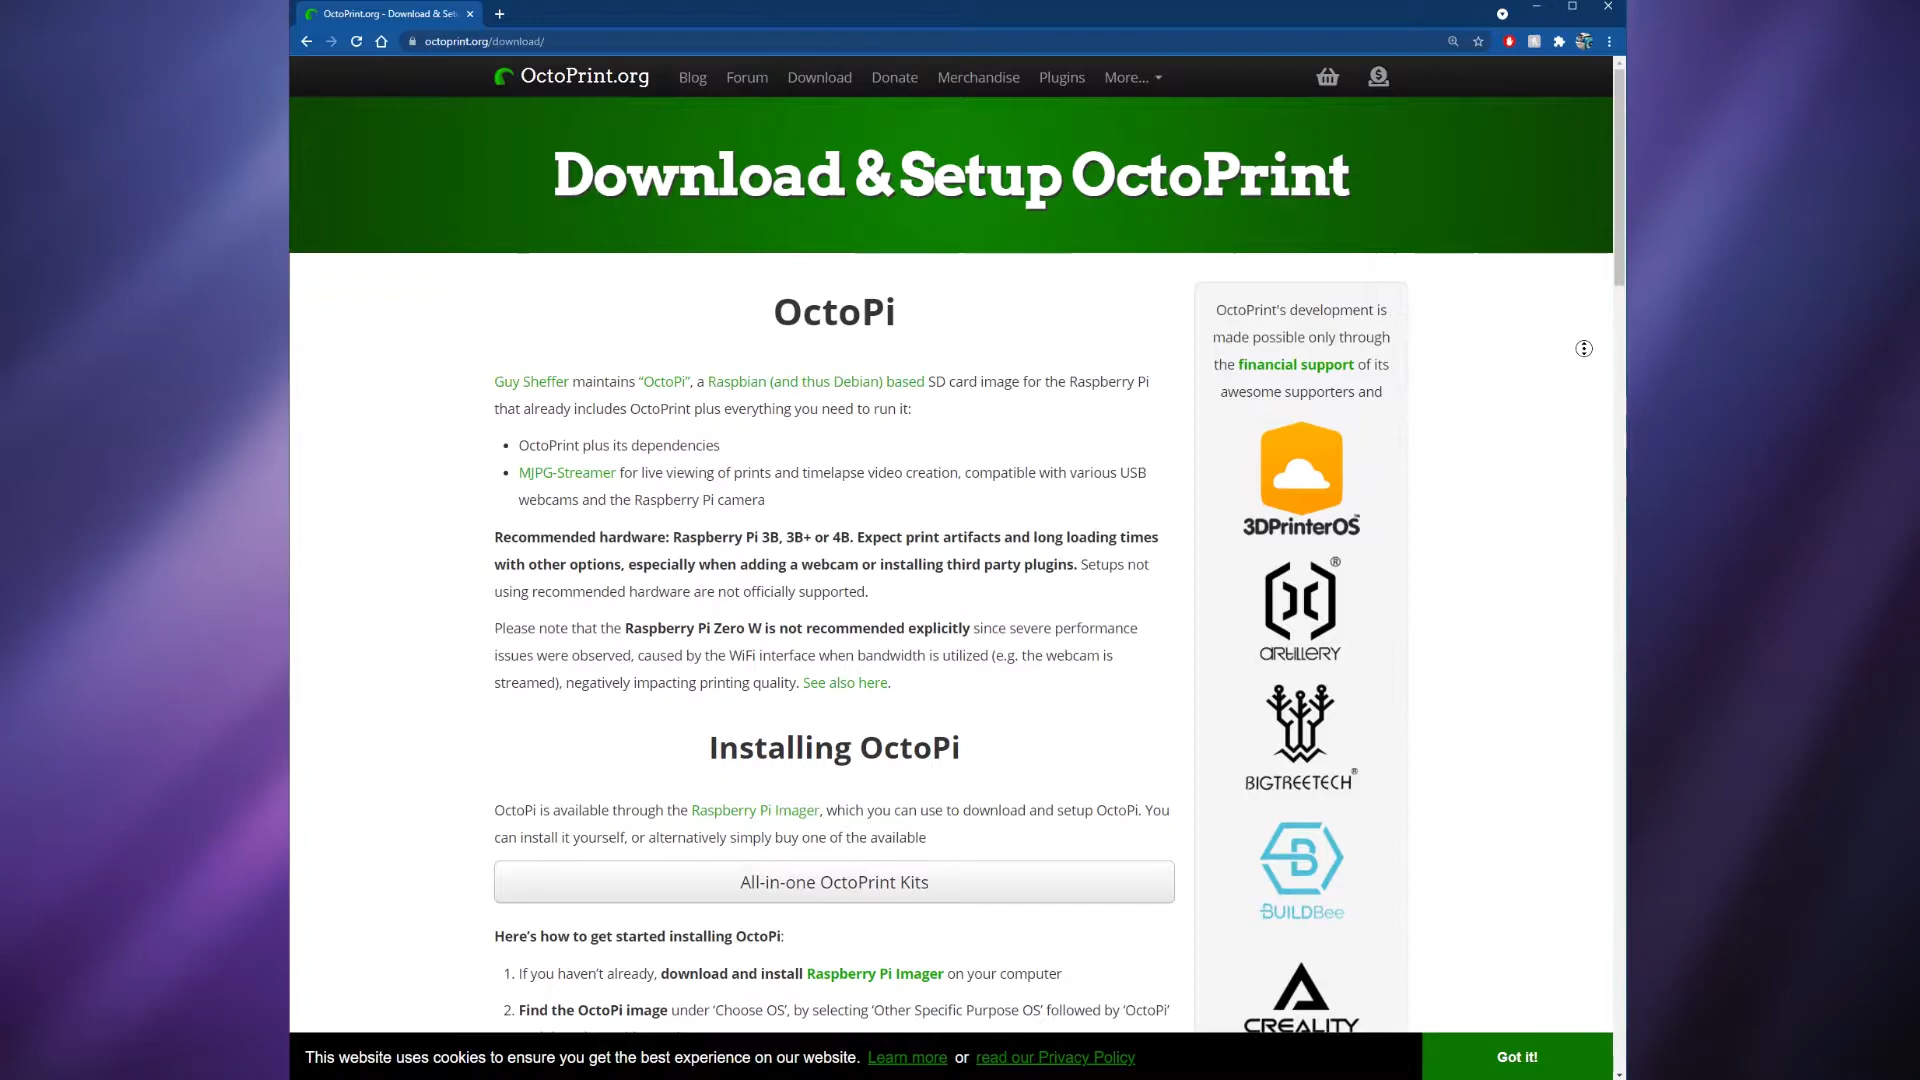 OctoPrint.org - Download & Set
octoprint.org/download/
OctoPrint.org Blog Forum Download Donate Merchandise Plugins More...
Download & Setup OctoPrint
OctoPi
Guy Sheffer maintains “OctoPi”, a Raspbian (and thus Debian) based SD card image for the Raspberry Pi
that already includes OctoPrint plus everything you need to run it:
• OctoPrint plus its dependencies
• MJPG-Streamer for live viewing of prints and timelapse video creation, compatible with various USB
webcams and the Raspberry Pi camera
Recommended hardware: Raspberry Pi 3B, 3B+ or 4B. Expect print artifacts and long loading times
with other options, especially when adding a webcam or installing third party plugins. Setups not
using recommended hardware are not officially supported.
Please note that the Raspberry Pi Zero W is not recommended explicitly since severe performance
issues were observed, caused by the WiFi interface when bandwidth is utilized (e.g. the webcam is
streamed), negatively impacting printing quality. See also here.
Installing OctoPi
OctoPi is available through the Raspberry Pi Imager, which you can use to download and setup OctoPi. You
can install it yourself, or alternatively simply buy one of the available
All-in-one OctoPrint Kits
Here’s how to get started installing OctoPi:
1. If you haven’t already, download and install Raspberry Pi Imager on your computer
2. Find the OctoPi image under ‘Choose OS’, by selecting ‘Other Specific Purpose OS’ followed by ‘OctoPi’
OctoPrint's development is
made possible only through
the financial support of its
awesome supporters and
3DPrinterOS™
ARTILLERY®
BIGTREETECH®
BUILDBee
CREALITY
This website uses cookies to ensure you get the best experience on our website. Learn more or read our Privacy Policy
Got it!